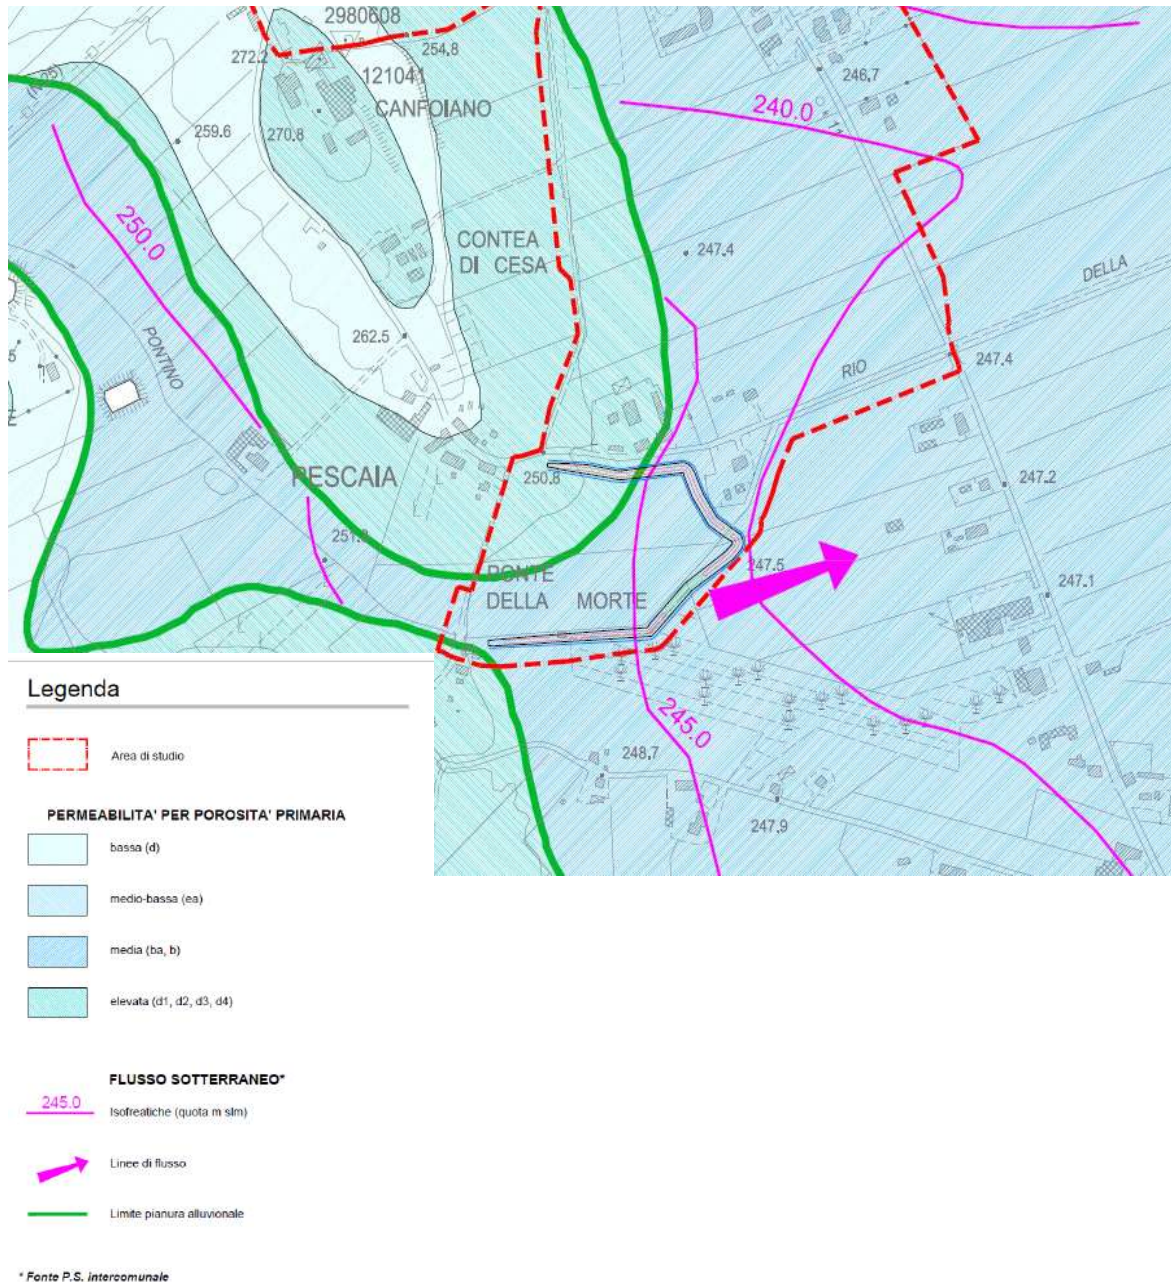 2980608
272.2
254.8
121041
CANFOIANO
246.7
240.0
259.6
270.8
250.0
CONTEA
DI CESA
247.4
DELLA
PONTINO
262.5
RIO
247.4
PESCAIA
250.8
247.2
247.5
PONTE
DELLA MORTE
247.1
245.0
248.7
247.9
Legenda
Area di studio
PERMEABILITA' PER POROSITA' PRIMARIA
bassa (d)
medio-bassa (ea)
media (ba, b)
elevata (d1, d2, d3, d4)
FLUSSO SOTTERRANEO*
245.0
Isofreatiche (quota m slm)
Linee di flusso
Limite pianura alluvionale
* Fonte P.S. intercomunale